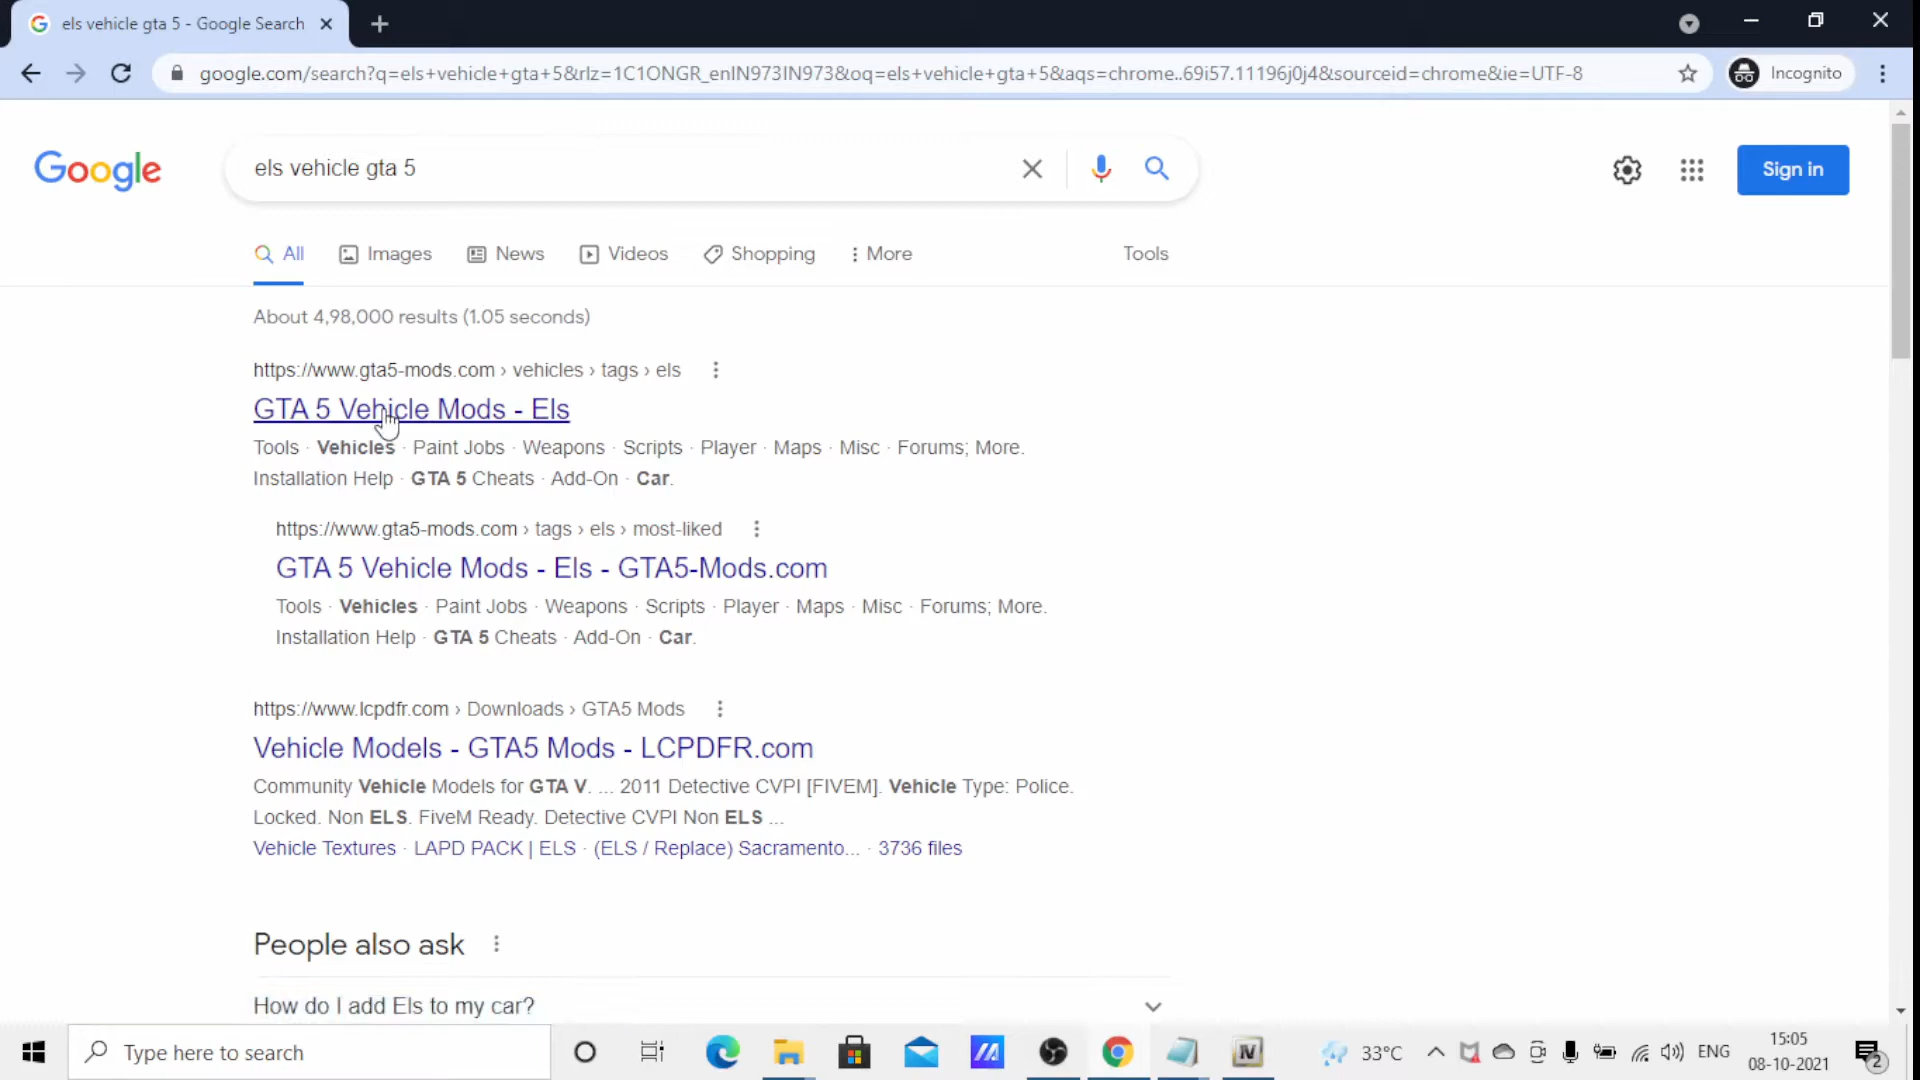 els vehicle gta 5 - Google Search
google.com/search?q=els+vehicle+gta+5&rlz=1C1ONGR_enIN973IN973&oq=els+vehicle+gta+5&aqs=chrome..69i57.11196j0j4&sourceid=chrome&ie=UTF-8
Incognito
Google
els vehicle gta 5
Sign in
All Images News Videos Shopping More Tools
About 4,98,000 results (1.05 seconds)
https://www.gta5-mods.com › vehicles › tags › els
GTA 5 Vehicle Mods - Els
Tools · Vehicles · Paint Jobs · Weapons · Scripts · Player · Maps · Misc · Forums; More.
Installation Help · GTA 5 Cheats · Add-On · Car.
https://www.gta5-mods.com › tags › els › most-liked
GTA 5 Vehicle Mods - Els - GTA5-Mods.com
Tools · Vehicles · Paint Jobs · Weapons · Scripts · Player · Maps · Misc · Forums; More.
Installation Help · GTA 5 Cheats · Add-On · Car.
https://www.lcpdfr.com › Downloads › GTA5 Mods
Vehicle Models - GTA5 Mods - LCPDFR.com
Community Vehicle Models for GTA V. ... 2011 Detective CVPI [FIVEM]. Vehicle Type: Police.
Locked. Non ELS. FiveM Ready. Detective CVPI Non ELS ...
Vehicle Textures · LAPD PACK | ELS · (ELS / Replace) Sacramento... · 3736 files
People also ask
How do I add Els to my car?
Type here to search
33°C
ENG
15:05
08-10-2021
2